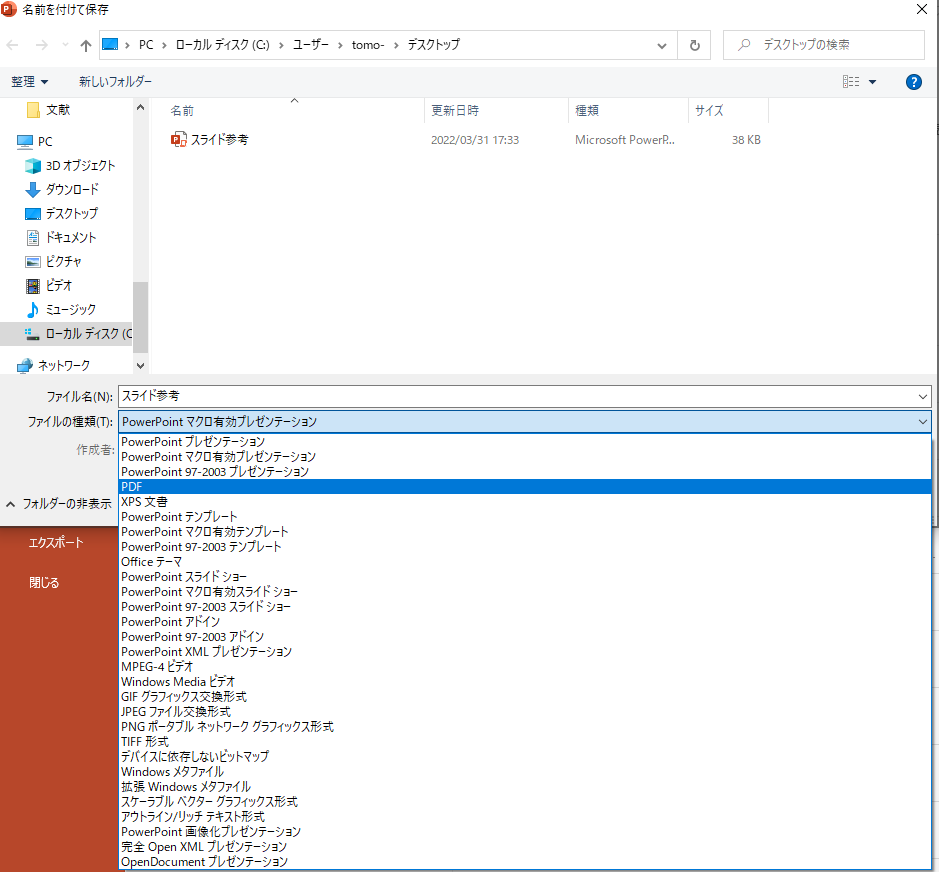 名前を付けて保存
PC › ローカル ディスク (C:) › ユーザー › tomo- › デスクトップ
デスクトップの検索
整理
新しいフォルダー
文献
PC
3D オブジェクト
ダウンロード
デスクトップ
ドキュメント
ピクチャ
ビデオ
ミュージック
ローカル ディスク (C
ネットワーク
名前 更新日時 種類 サイズ
スライド参考 2022/03/31 17:33 Microsoft PowerP... 38 KB
ファイル名(N): スライド参考
ファイルの種類(T): PowerPoint マクロ有効プレゼンテーション
作成者:
フォルダーの非表示
エクスポート
閉じる
PowerPoint プレゼンテーション
PowerPoint マクロ有効プレゼンテーション
PowerPoint 97-2003 プレゼンテーション
PDF
XPS 文書
PowerPoint テンプレート
PowerPoint マクロ有効テンプレート
PowerPoint 97-2003 テンプレート
Office テーマ
PowerPoint スライド ショー
PowerPoint マクロ有効スライド ショー
PowerPoint 97-2003 スライド ショー
PowerPoint アドイン
PowerPoint 97-2003 アドイン
PowerPoint XML プレゼンテーション
MPEG-4 ビデオ
Windows Media ビデオ
GIF グラフィックス交換形式
JPEG ファイル交換形式
PNG ポータブル ネットワーク グラフィックス形式
TIFF 形式
デバイスに依存しないビットマップ
Windows メタファイル
拡張 Windows メタファイル
スケーラブル ベクター グラフィックス形式
アウトライン/リッチ テキスト形式
PowerPoint 画像化プレゼンテーション
完全 Open XML プレゼンテーション
OpenDocument プレゼンテーション